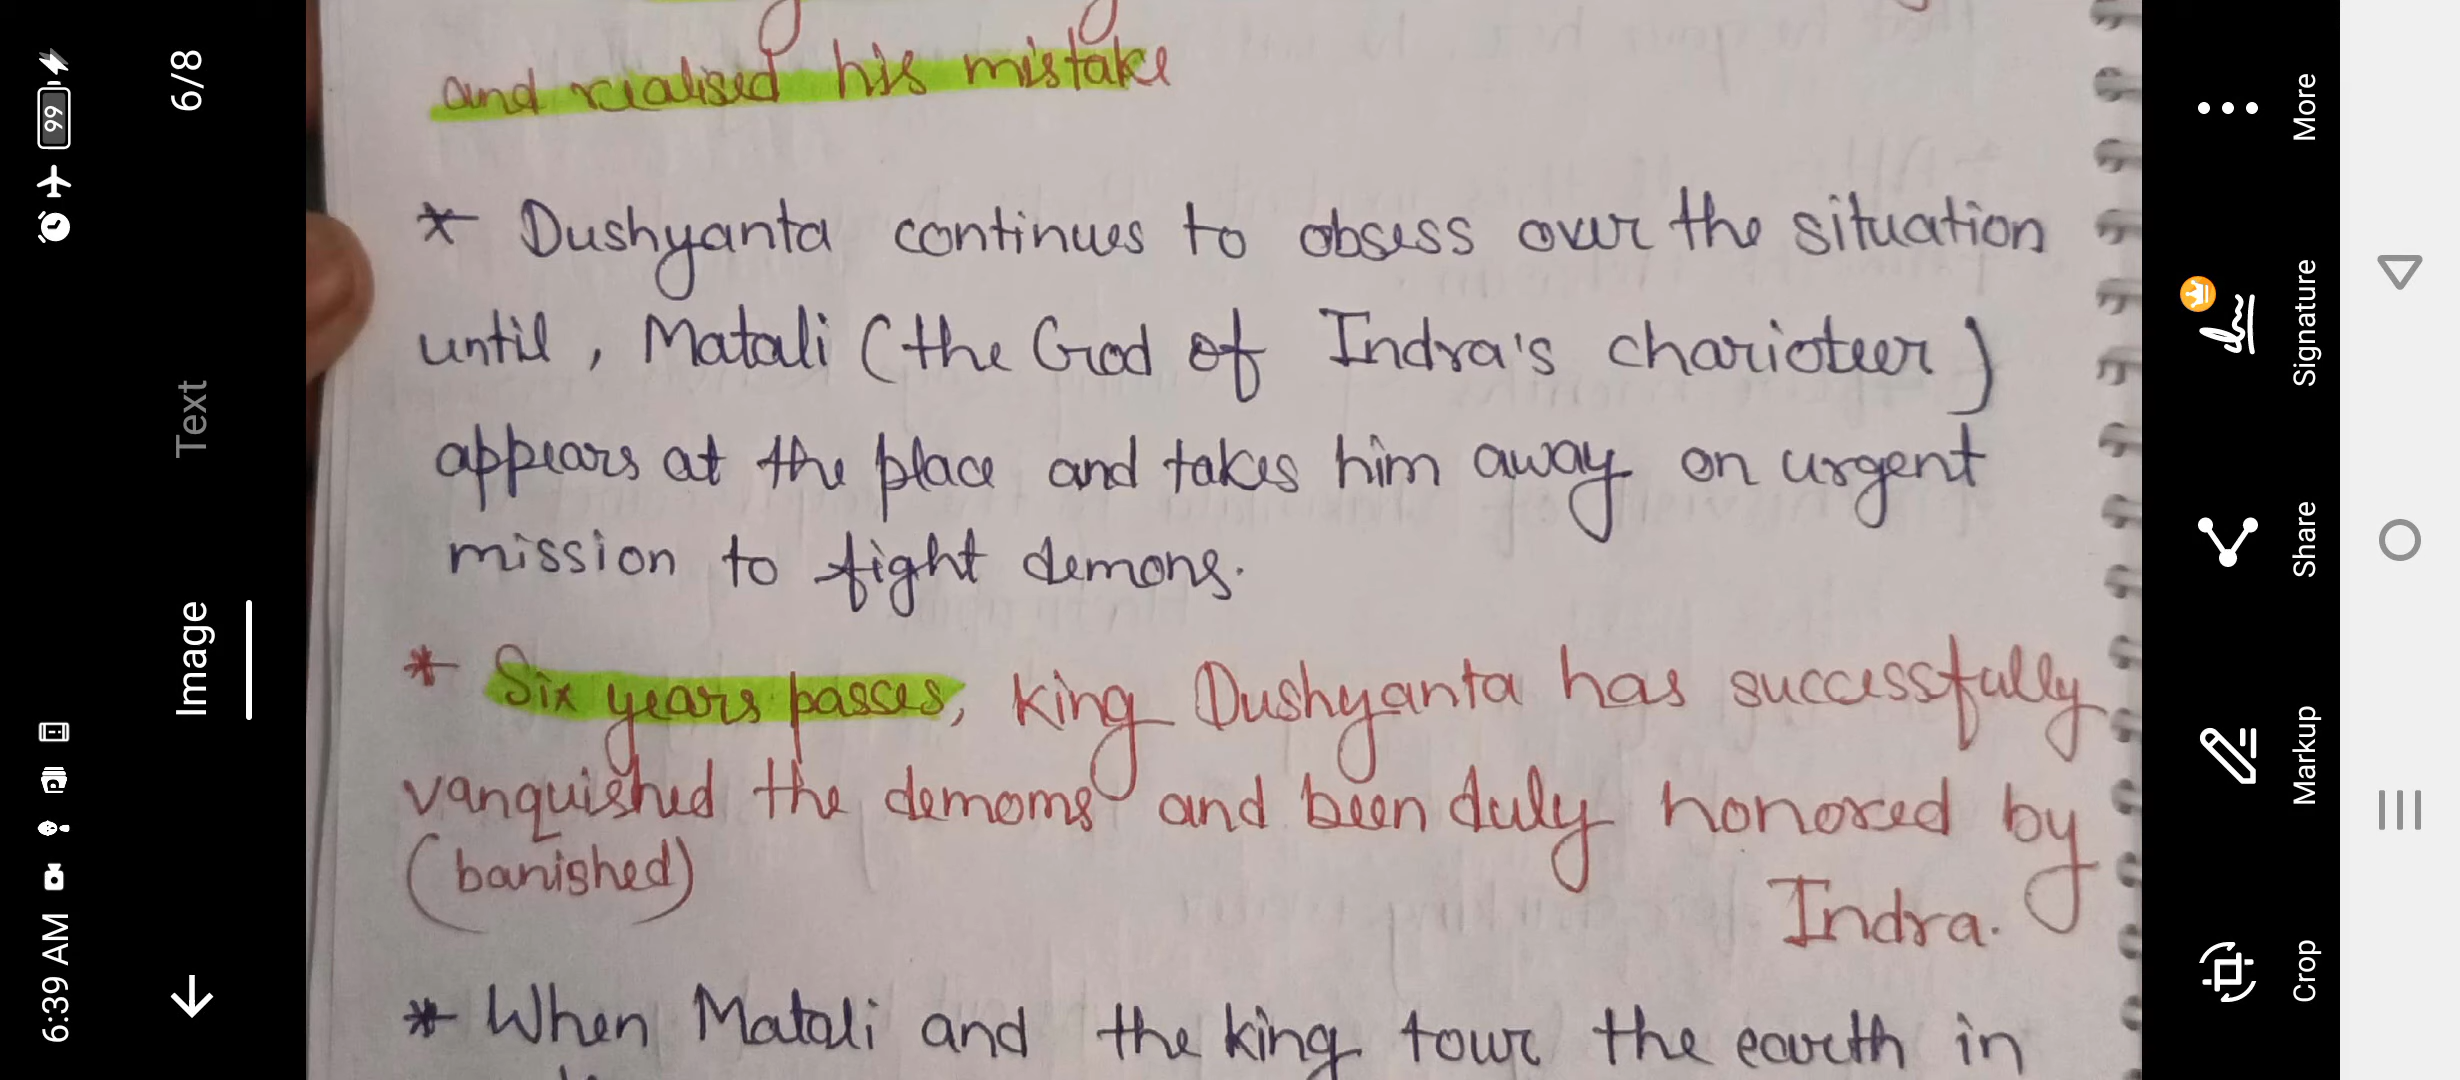 and rialised his mistake
* Dushyanta continues to obsess over the situation
until, Matali (the God of Indra's charioteer)
appears at the place and takes him away on urgent
mission to fight demons.
* Six years passes, king Dushyanta has successfully
vanquished the demoms and been duly honored by
(banished)
Indra.
* When Matali and the king tour the earth in
6:39 AM
99
6/8
Text
Image
More
Signature
Share
Markup
Crop